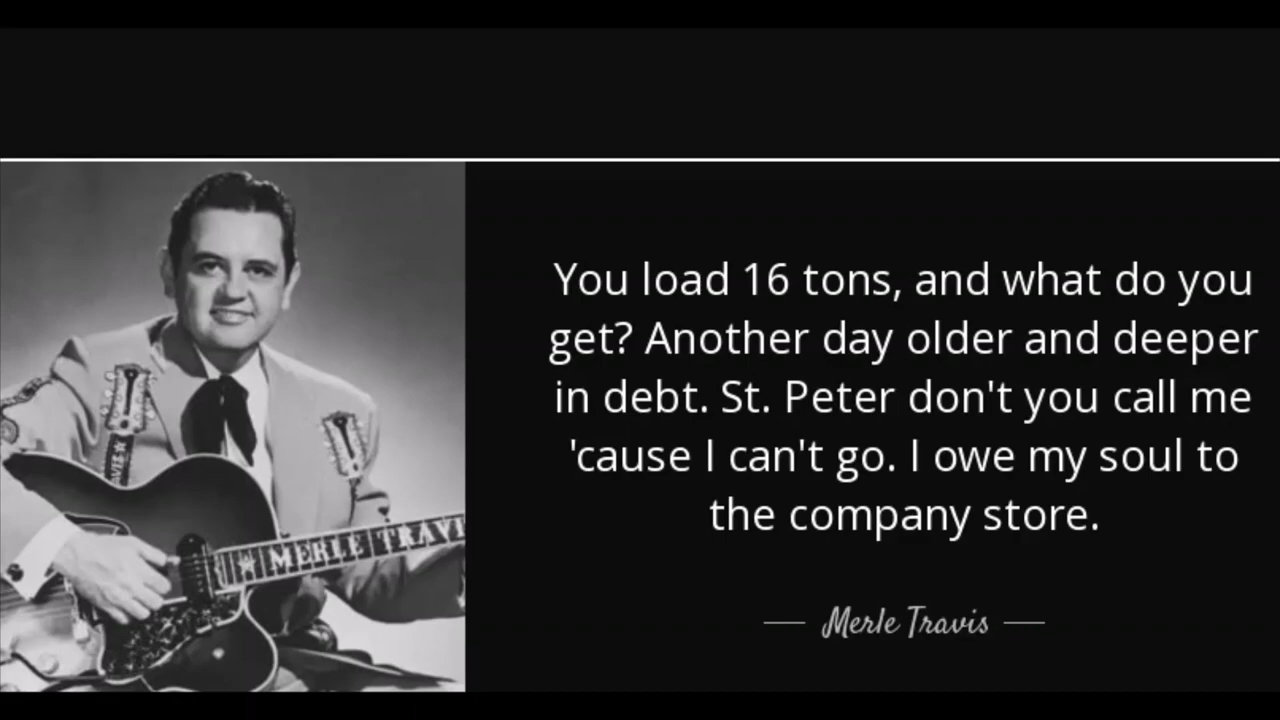 You load 16 tons, and what do you
get? Another day older and deeper
in debt. St. Peter don't you call me
'cause I can't go. I owe my soul to
the company store.
Merle Travis
MERLE TRAVI